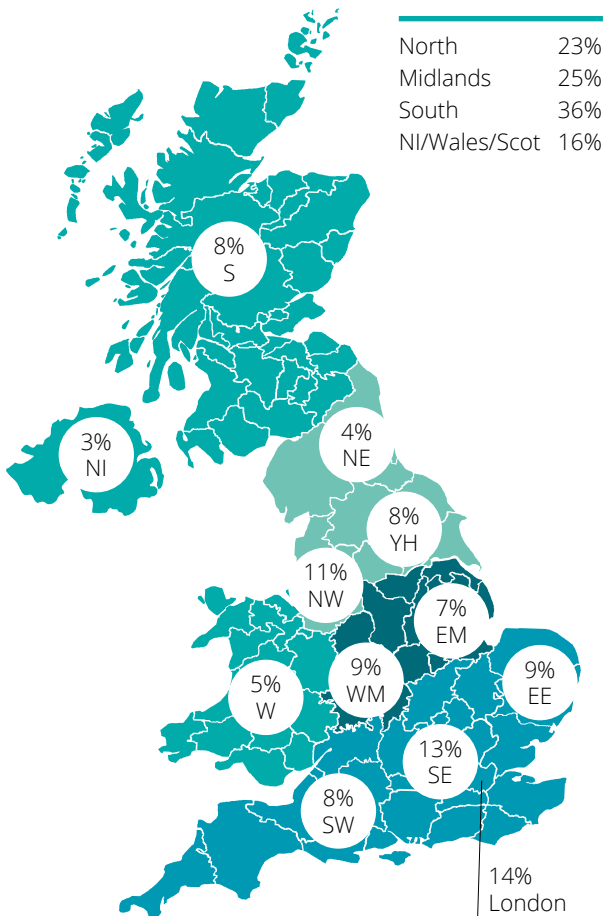 North 23%
Midlands 25%
South 36%
NI/Wales/Scot 16%
8%
S
3%
NI
4%
NE
8%
YH
11%
NW
7%
EM
9%
WM
9%
EE
5%
W
13%
SE
8%
SW
14%
London